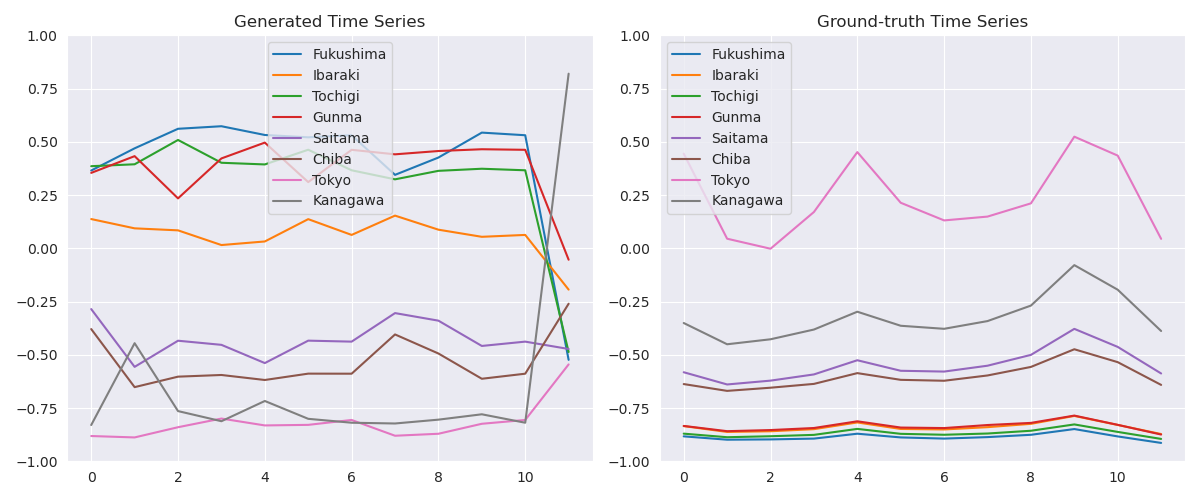 Generated Time Series
1.00
0.75
0.50
0.25
0.00
−0.25
−0.50
−0.75
−1.00
0
2
4
6
8
10
Fukushima
Ibaraki
Tochigi
Gunma
Saitama
Chiba
Tokyo
Kanagawa
Ground-truth Time Series
1.00
0.75
0.50
0.25
0.00
−0.25
−0.50
−0.75
−1.00
0
2
4
6
8
10
Fukushima
Ibaraki
Tochigi
Gunma
Saitama
Chiba
Tokyo
Kanagawa